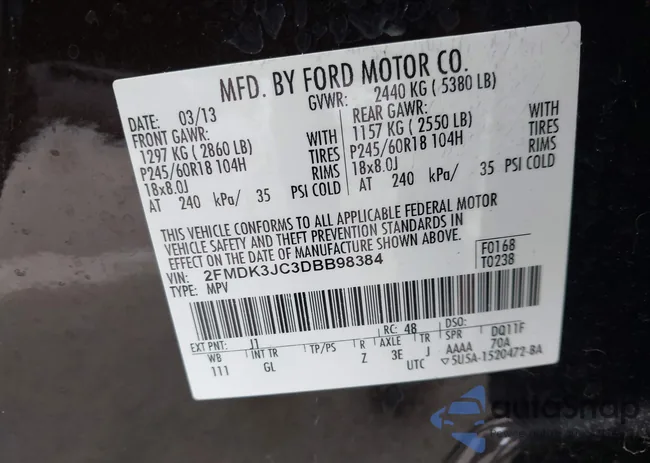 MFD. BY FORD MOTOR CO.
DATE: 03/13 GVWR: 2440 KG ( 5380 LB)
FRONT GAWR: REAR GAWR:
1297 KG ( 2860 LB) WITH 1157 KG ( 2550 LB) WITH
P245/60R18 104H TIRES P245/60R18 104H TIRES
18x8.0J RIMS 18x8.0J RIMS
AT 240 kPa/ 35 PSI COLD AT 240 kPa/ 35 PSI COLD
THIS VEHICLE CONFORMS TO ALL APPLICABLE FEDERAL MOTOR
VEHICLE SAFETY AND THEFT PREVENTION STANDARDS IN
EFFECT ON THE DATE OF MANUFACTURE SHOWN ABOVE.
VIN: 2FMDK3JC3DBB98384 F0168
TYPE: MPV T0238
EXT PNT: J1 RC: 48 DSO: DQ11F
WB INT TR TP/PS R AXLE TR SPR 70A
111 GL Z 3E J AAAA
UTC ▽5U5A-1520472-BA
autosnap